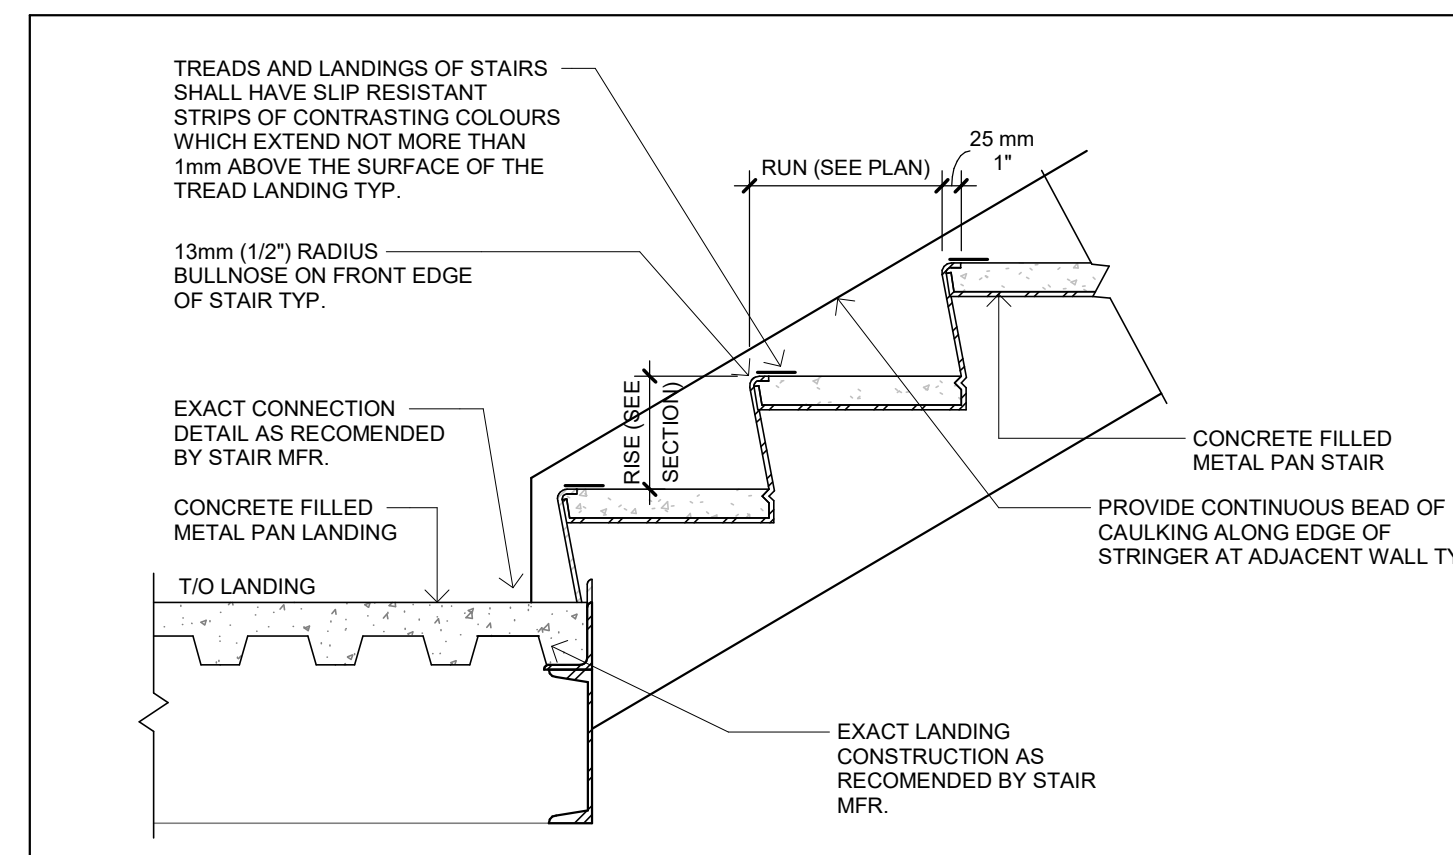 TREADS AND LANDINGS OF STAIRS
SHALL HAVE SLIP RESISTANT
STRIPS OF CONTRASTING COLOURS
WHICH EXTEND NOT MORE THAN
1mm ABOVE THE SURFACE OF THE
TREAD LANDING TYP.
25 mm
1"
RUN (SEE PLAN)
13mm (1/2") RADIUS
BULLNOSE ON FRONT EDGE
OF STAIR TYP.
RISE (SEE
SECTION)
EXACT CONNECTION
DETAIL AS RECOMENDED
BY STAIR MFR.
CONCRETE FILLED
METAL PAN STAIR
CONCRETE FILLED
METAL PAN LANDING
PROVIDE CONTINUOUS BEAD OF
CAULKING ALONG EDGE OF
STRINGER AT ADJACENT WALL TY
T/O LANDING
EXACT LANDING
CONSTRUCTION AS
RECOMENDED BY STAIR
MFR.